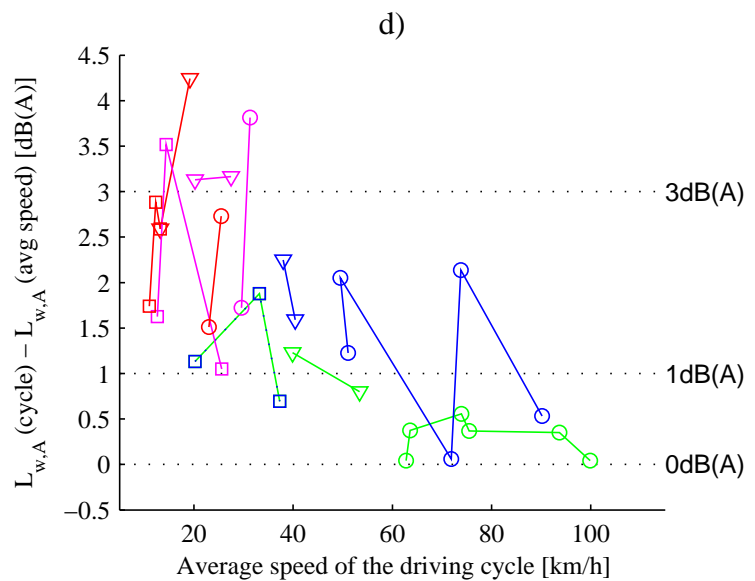 d)
4.5
4
3.5
3
2.5
2
1.5
1
0.5
0
−0.5
3dB(A)
1dB(A)
0dB(A)
20 40 60 80 100
Average speed of the driving cycle [km/h]
L_{w,A} (cycle) − L_{w,A} (avg speed) [dB(A)]